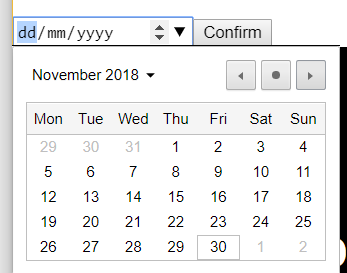 dd/mm/yyyy Confirm
November 2018
Mon Tue Wed Thu Fri Sat Sun
29 30 31 1 2 3 4
5 6 7 8 9 10 11
12 13 14 15 16 17 18
19 20 21 22 23 24 25
26 27 28 29 30 1 2